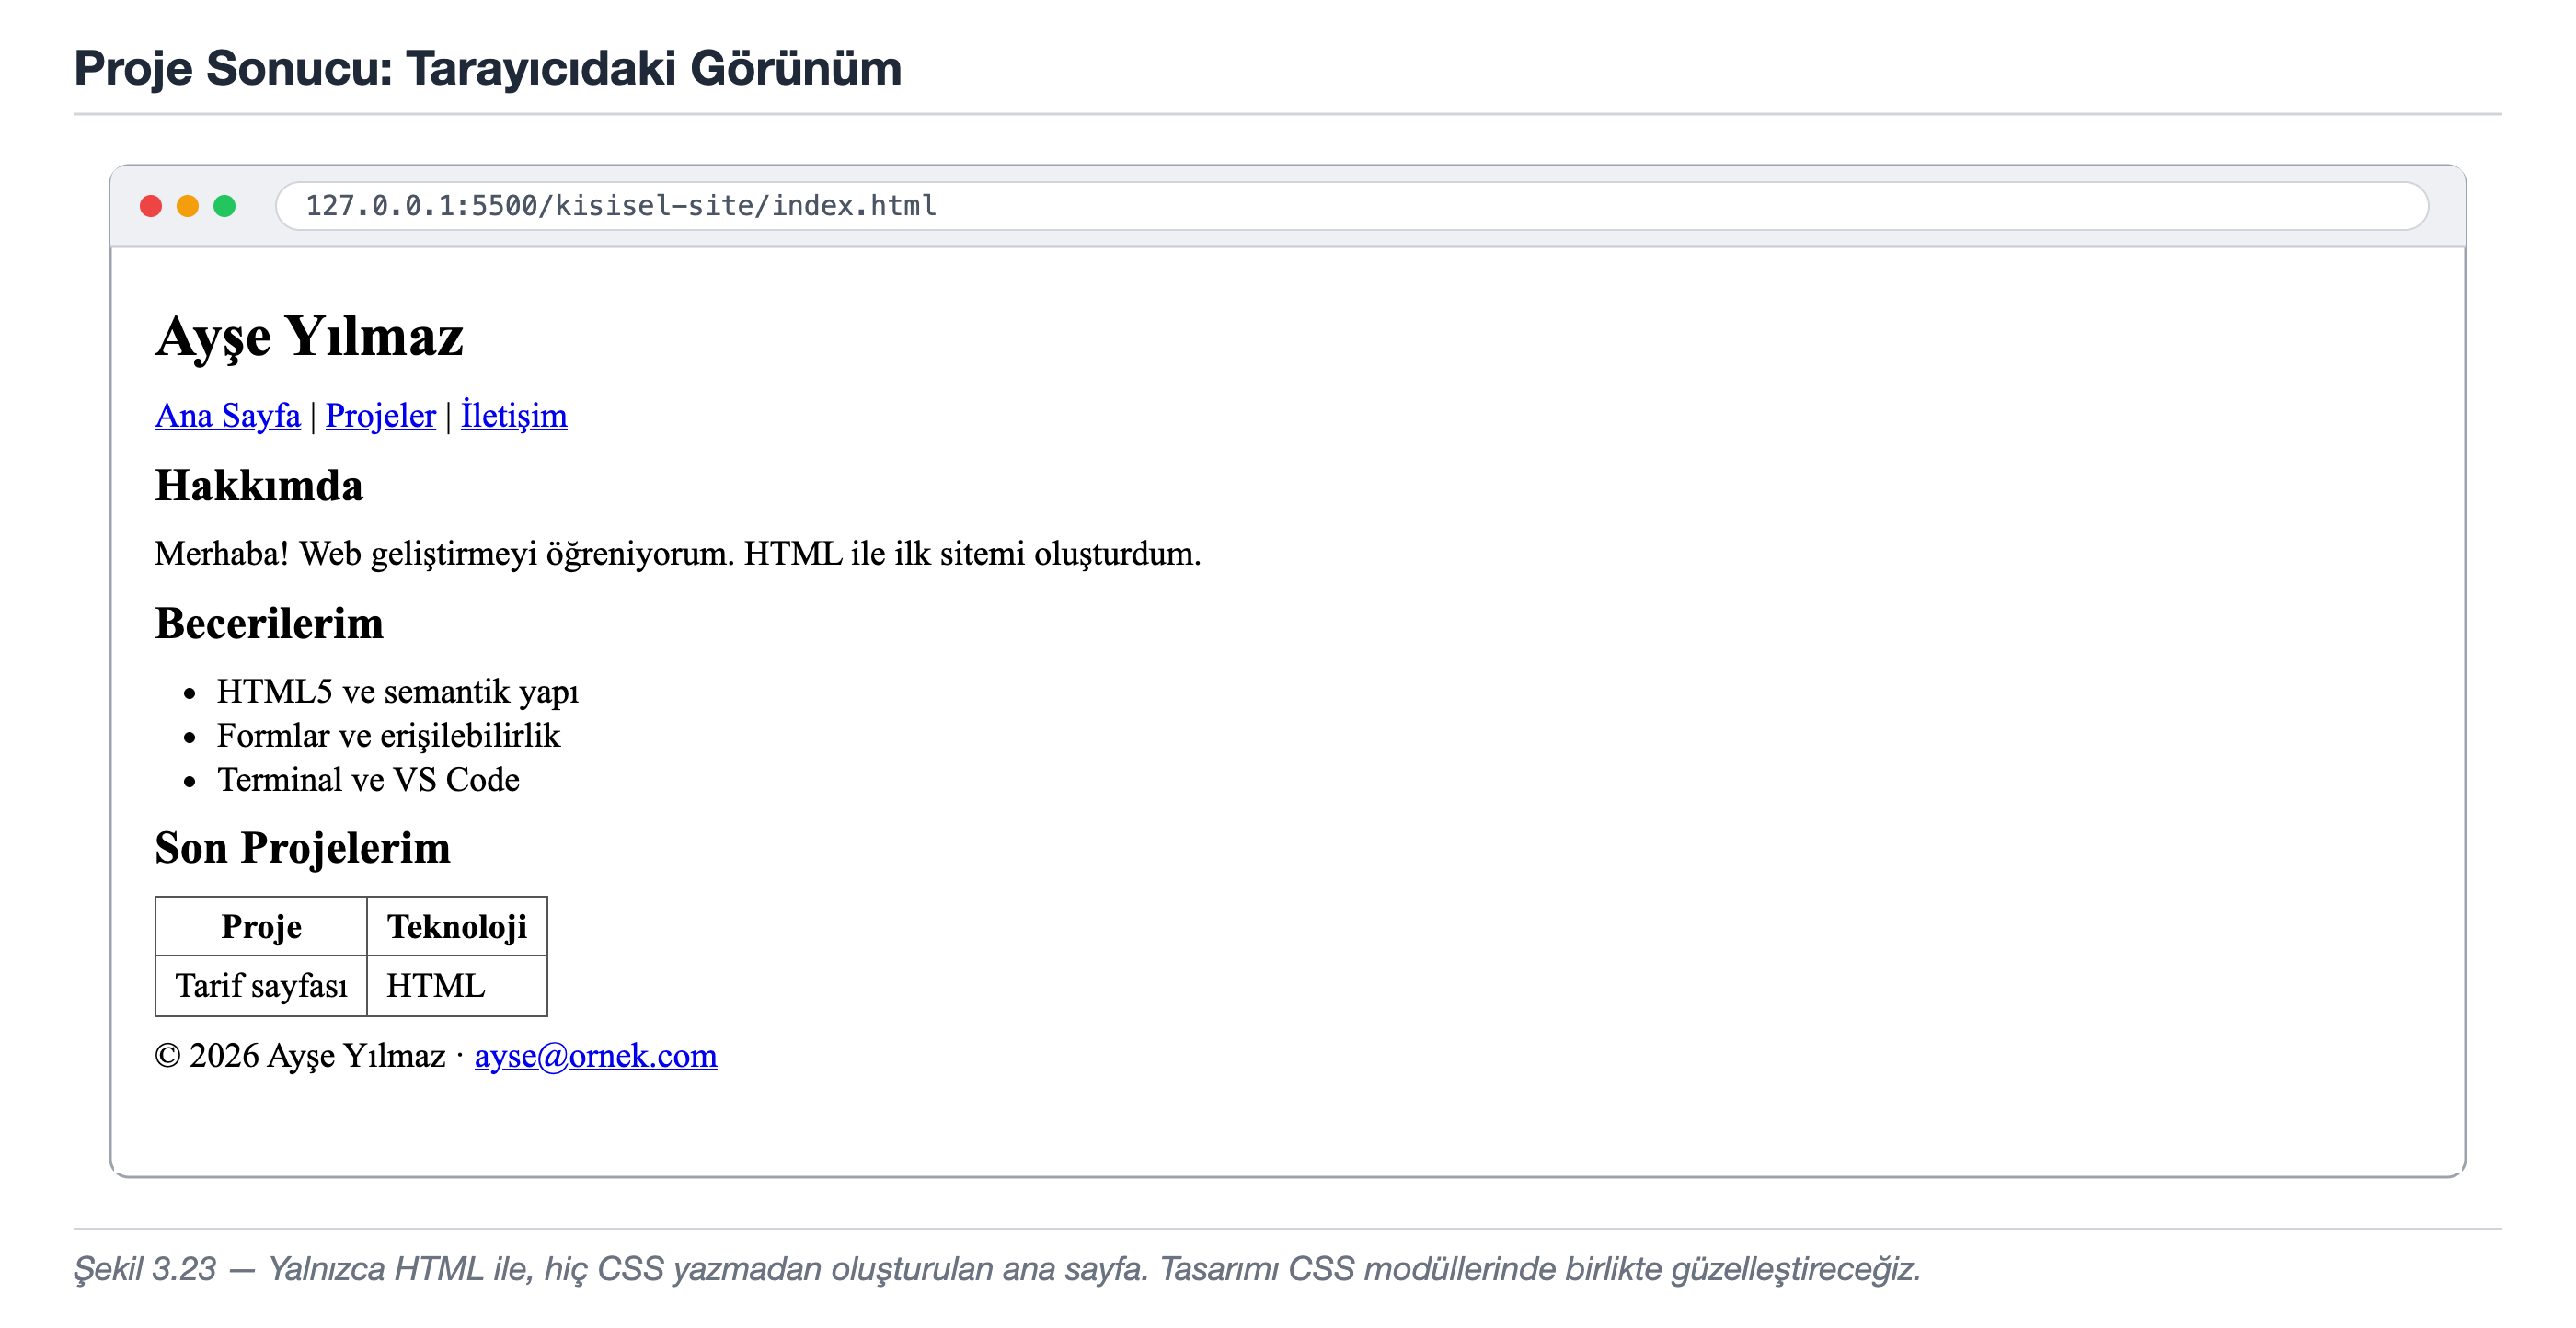 Proje Sonucu: Tarayıcıdaki Görünüm
127.0.0.1:5500/kisisel-site/index.html
Ayşe Yılmaz
Ana Sayfa | Projeler | İletişim
Hakkımda
Merhaba! Web geliştirmeyi öğreniyorum. HTML ile ilk sitemi oluşturdum.
Becerilerim
• HTML5 ve semantik yapı
• Formlar ve erişilebilirlik
• Terminal ve VS Code
Son Projelerim
Proje Teknoloji
Tarif sayfası HTML
© 2026 Ayşe Yılmaz · ayse@ornek.com
Şekil 3.23 — Yalnızca HTML ile, hiç CSS yazmadan oluşturulan ana sayfa. Tasarımı CSS modüllerinde birlikte güzelleştireceğiz.